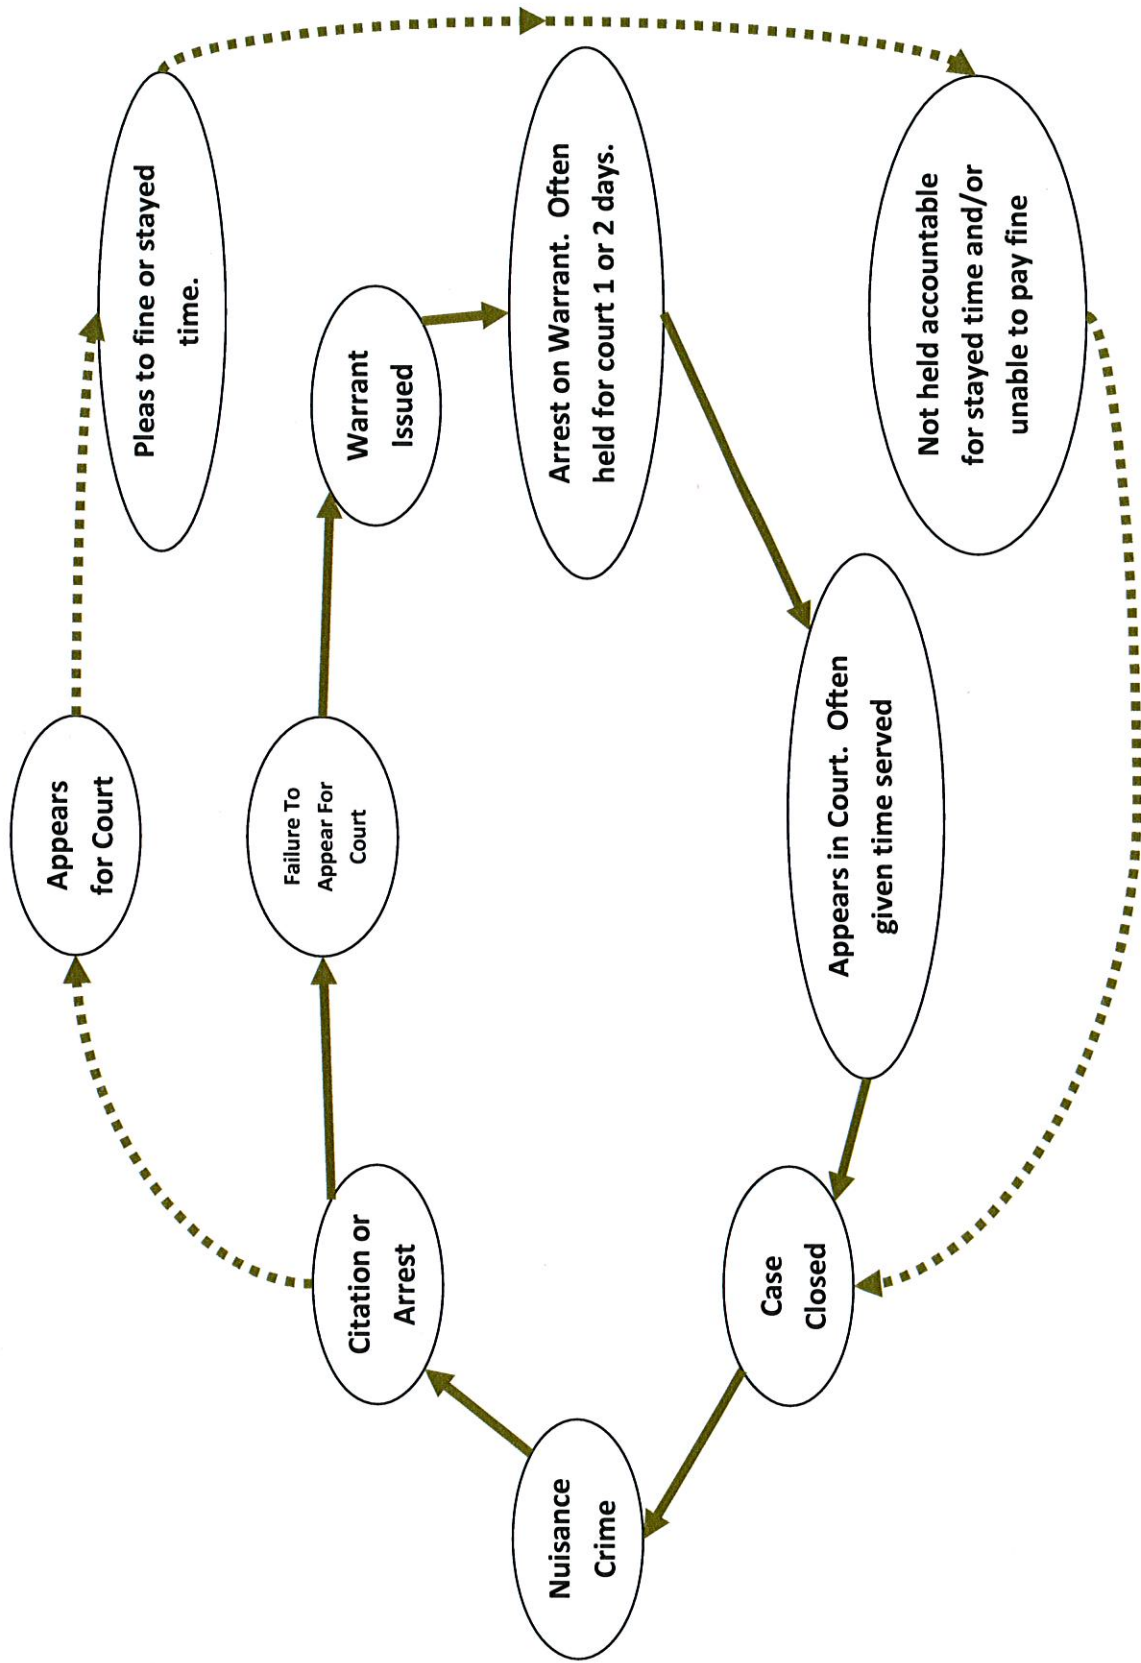 Appears
for Court
Pleas to fine or stayed
time.
Failure To
Appear For
Court
Warrant
Issued
Citation or
Arrest
Arrest on Warrant.  Often
held for court 1 or 2 days.
Nuisance
Crime
Case
Closed
Appears in Court.  Often
given time served
Not held accountable
for stayed time and/or
unable to pay fine